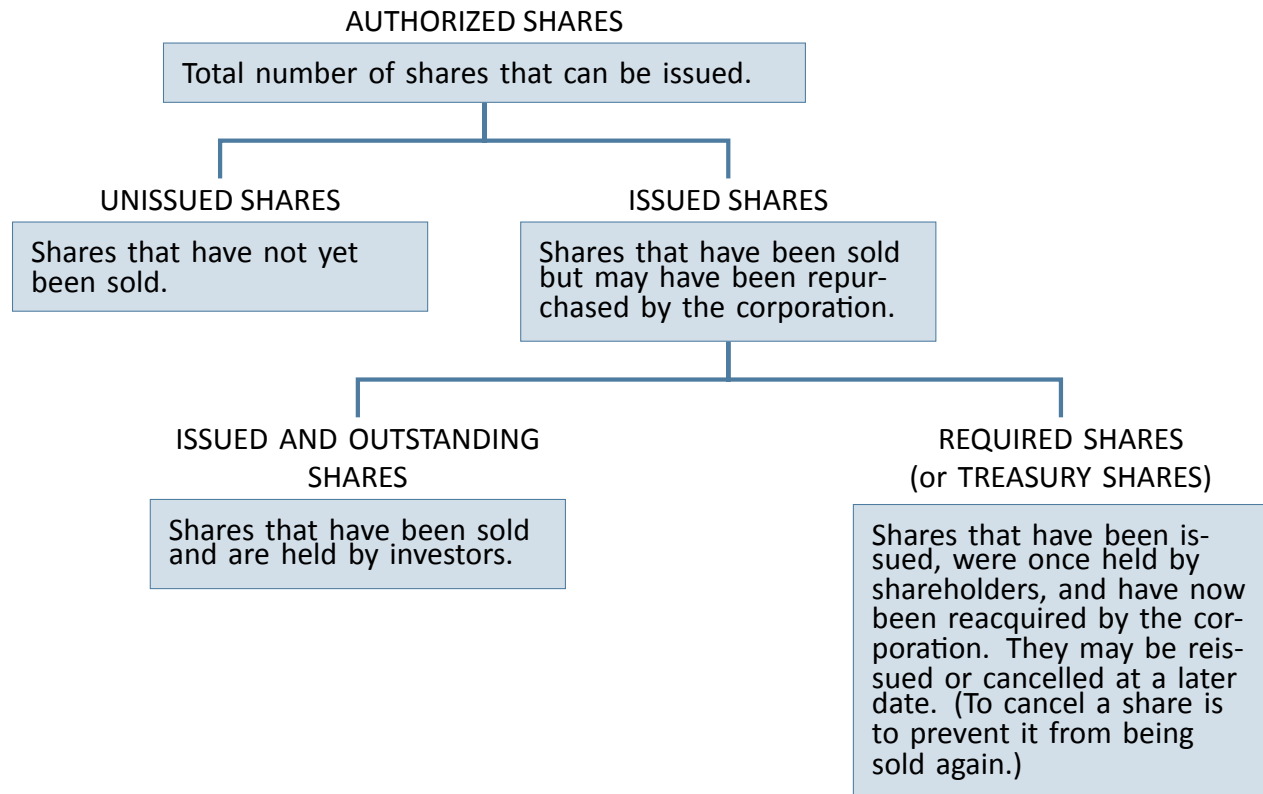 AUTHORIZED SHARES
Total number of shares that can be issued.
UNISSUED SHARES
Shares that have not yet
been sold.
ISSUED SHARES
Shares that have been sold
but may have been repur-
chased by the corporation.
ISSUED AND OUTSTANDING
SHARES
Shares that have been sold
and are held by investors.
REQUIRED SHARES
(or TREASURY SHARES)
Shares that have been is-
sued, were once held by
shareholders, and have now
been reacquired by the cor-
poration. They may be reis-
sued or cancelled at a later
date. (To cancel a share is
to prevent it from being
sold again.)